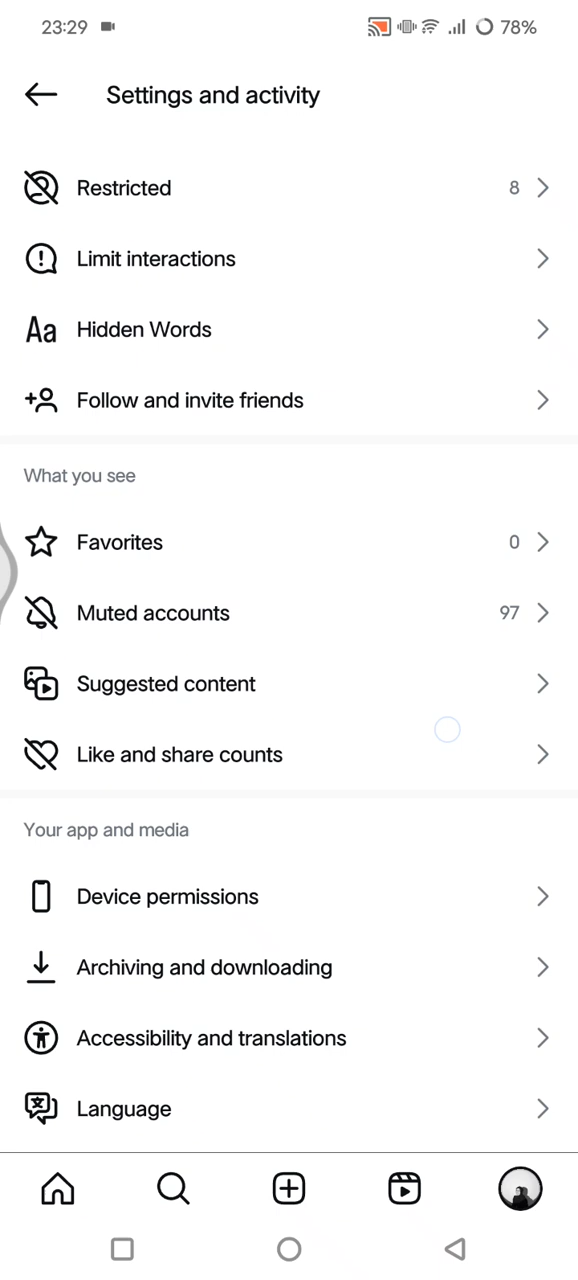 23:29 78%
Settings and activity
Restricted 8
Limit interactions
Aa Hidden Words
Follow and invite friends
What you see
Favorites 0
Muted accounts 97
Suggested content
Like and share counts
Your app and media
Device permissions
Archiving and downloading
Accessibility and translations
Language